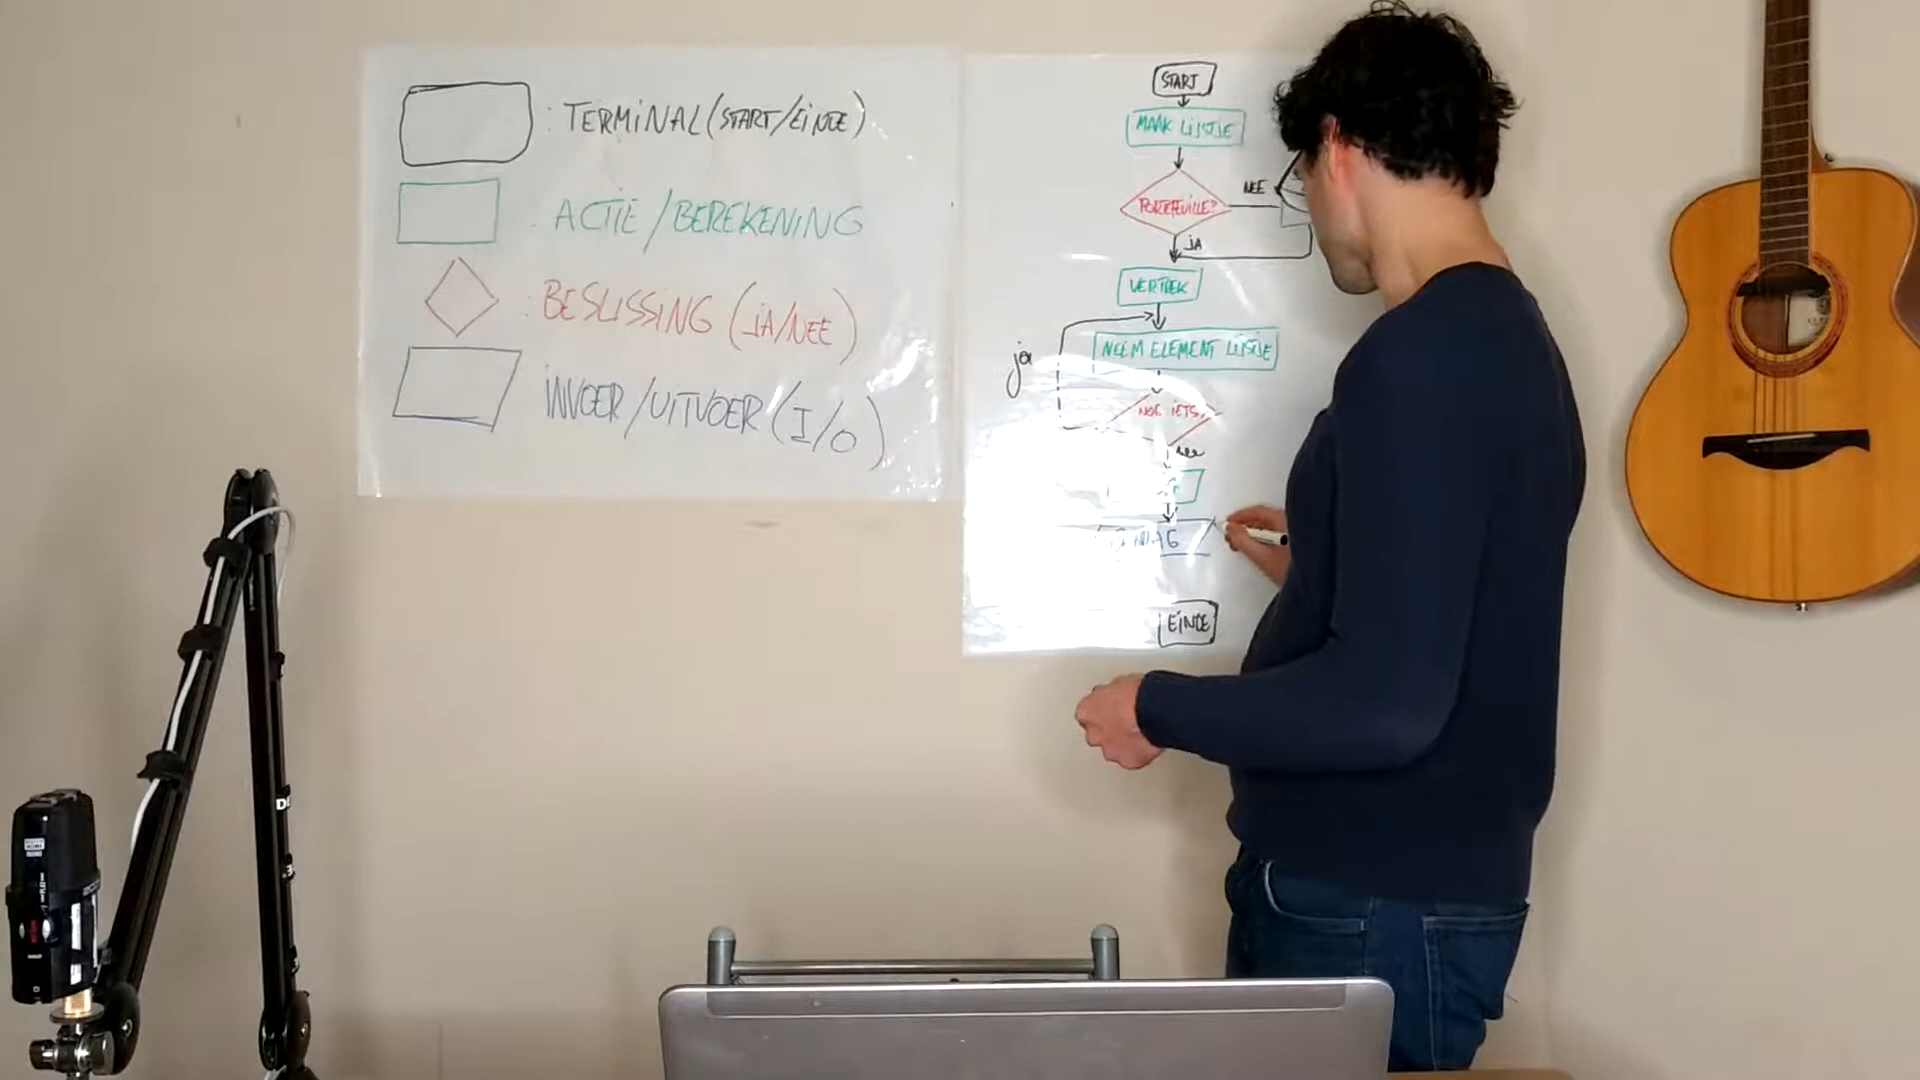 : TERMINAL (START/EINDE)
: ACTIE / BEREKENING
: BESLISSING (JA/NEE)
INVOER / UITVOER (I/O)
START
MAAK LIJSTJE
PORTEFEUILLE?
NEE
JA
VERTREK
NEEM ELEMENT LIJSTJE
ja
NOG IETS?
nee
EINDE